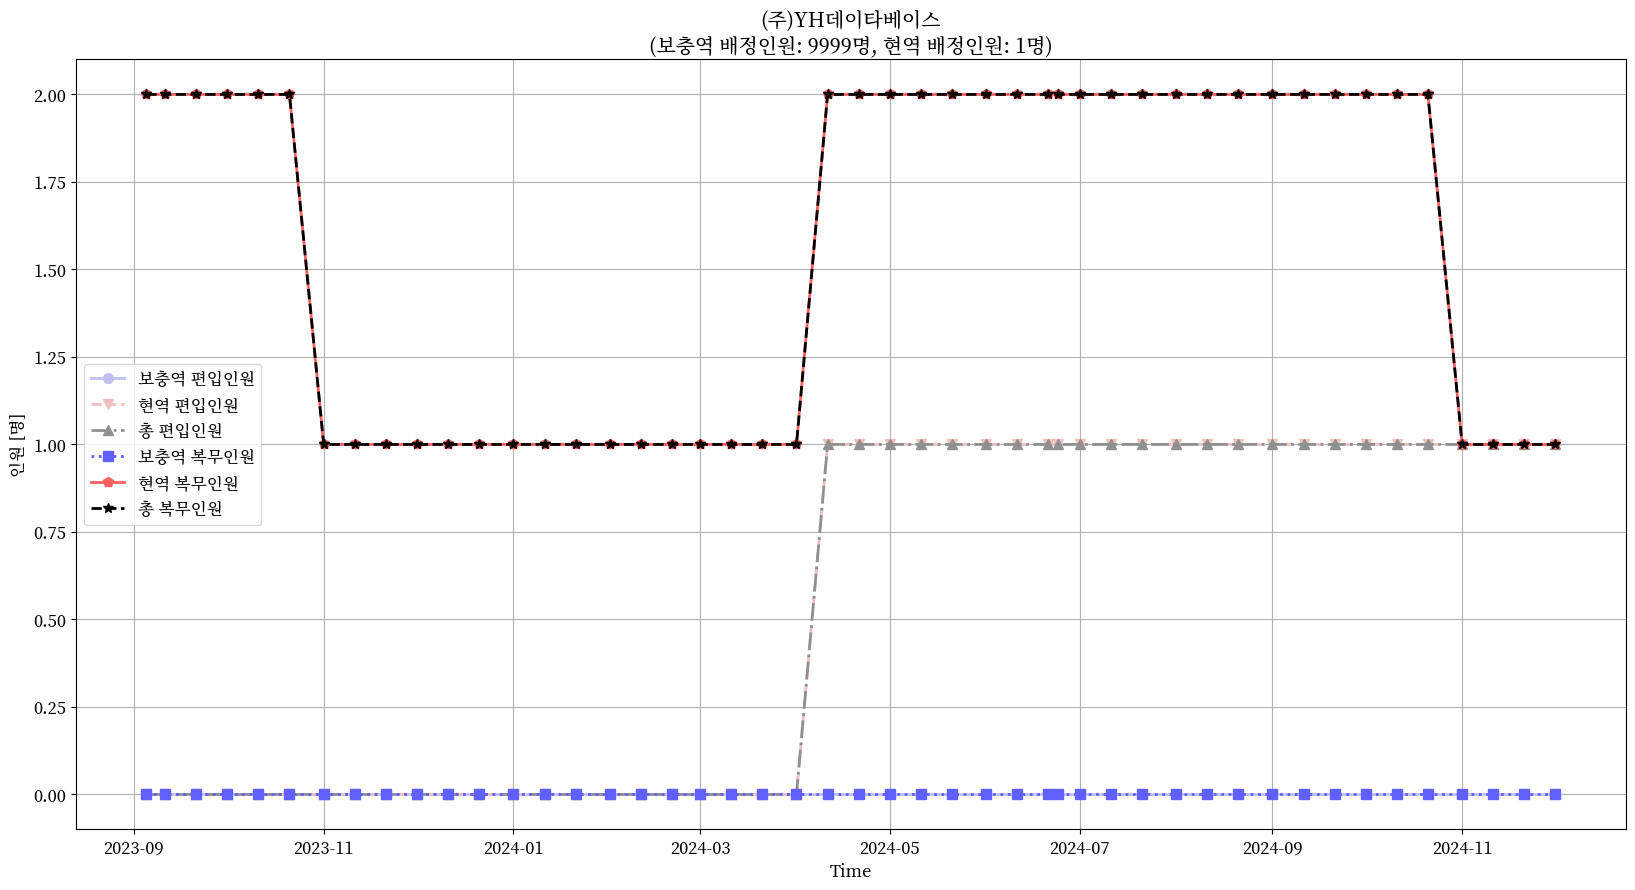 (주)YH데이타베이스
(보충역 배정인원: 9999명, 현역 배정인원: 1명)
2.00
1.75
1.50
1.25
1.00
0.75
0.50
0.25
0.00
인원 [명]
보충역 편입인원
현역 편입인원
총 편입인원
보충역 복무인원
현역 복무인원
총 복무인원
2023-09
2023-11
2024-01
2024-03
2024-05
2024-07
2024-09
2024-11
Time